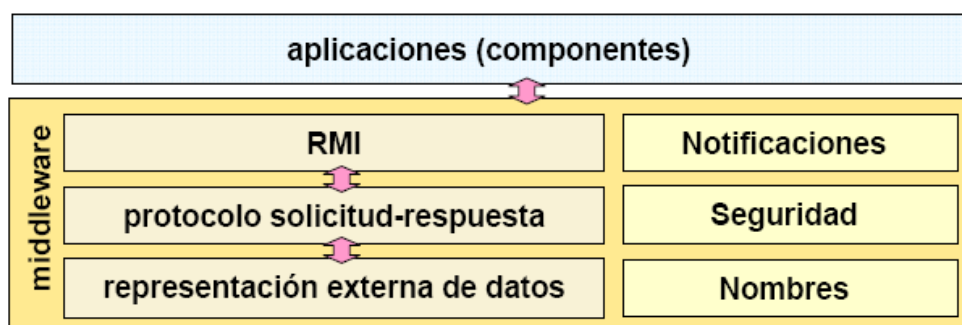 aplicaciones (componentes)
middleware
RMI
Notificaciones
protocolo solicitud-respuesta
Seguridad
representación externa de datos
Nombres